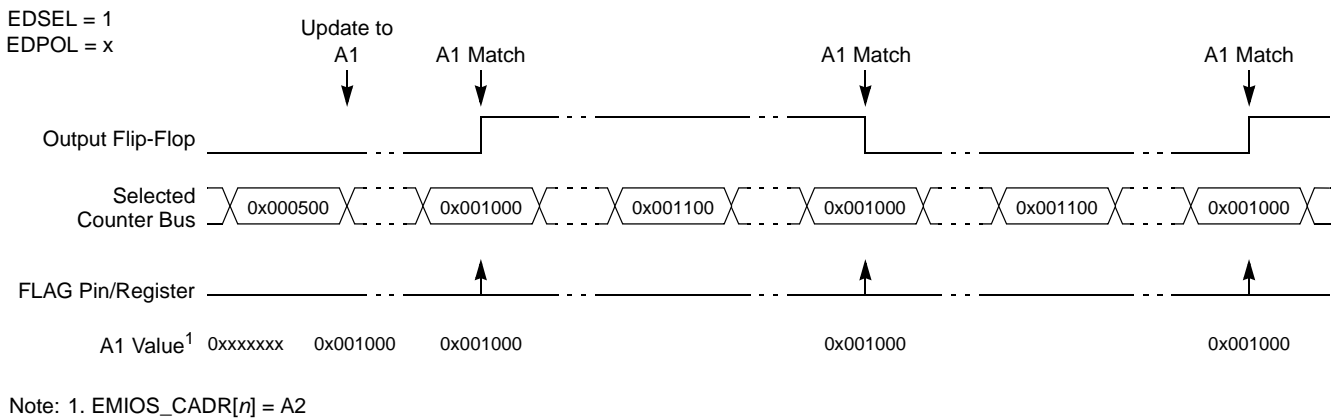 EDSEL = 1
EDPOL = x
Update to
A1
A1 Match
A1 Match
A1 Match
Output Flip-Flop
Selected
Counter Bus
0x000500
0x001000
0x001100
0x001000
0x001100
0x001000
FLAG Pin/Register
A1 Value1 0xxxxxxx 0x001000 0x001000 0x001000 0x001000
Note: 1. EMIOS_CADR[n] = A2